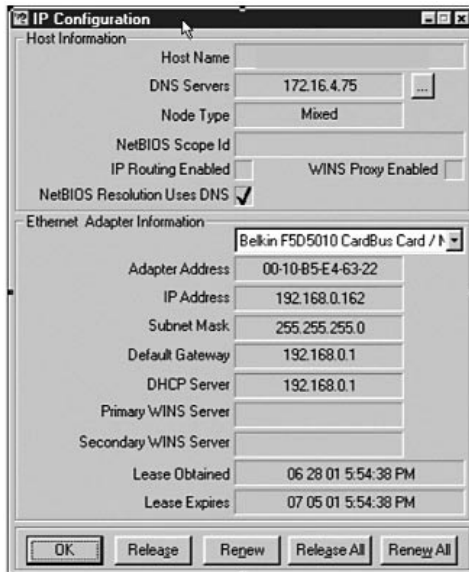 IP Configuration
Host Information
Host Name
DNS Servers 172.16.4.75 ...
Node Type Mixed
NetBIOS Scope Id
IP Routing Enabled WINS Proxy Enabled
NetBIOS Resolution Uses DNS
Ethernet Adapter Information
Belkin F5D5010 CardBus Card / N
Adapter Address 00-10-B5-E4-63-22
IP Address 192.168.0.162
Subnet Mask 255.255.255.0
Default Gateway 192.168.0.1
DHCP Server 192.168.0.1
Primary WINS Server
Secondary WINS Server
Lease Obtained 06 28 01 5:54:38 PM
Lease Expires 07 05 01 5:54:38 PM
OK Release Renew Release All Renew All